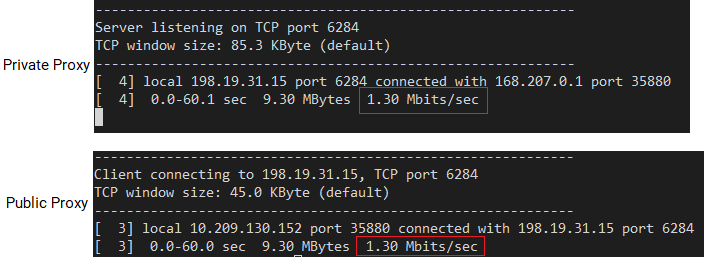 ------------------------------------------------------------
Server listening on TCP port 6284
TCP window size: 85.3 KByte (default)
------------------------------------------------------------
Private Proxy
[  4] local 198.19.31.15 port 6284 connected with 168.207.0.1 port 35880
[  4]  0.0-60.1 sec  9.30 MBytes  1.30 Mbits/sec
------------------------------------------------------------
Client connecting to 198.19.31.15, TCP port 6284
TCP window size: 45.0 KByte (default)
Public Proxy
------------------------------------------------------------
[  3] local 10.209.130.152 port 35880 connected with 198.19.31.15 port 6284
[  3]  0.0-60.0 sec  9.30 MBytes  1.30 Mbits/sec